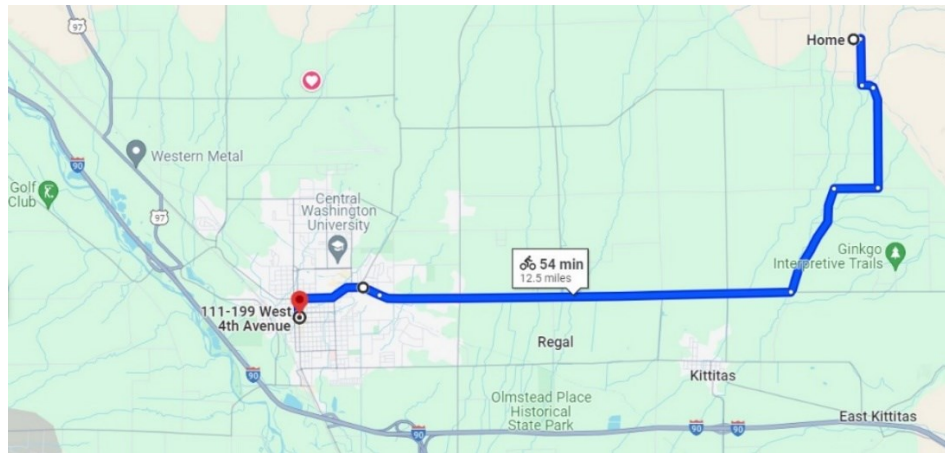 97
Home
Western Metal
90
Golf
Club
97
Central
Washington
University
54 min
12.5 miles
Ginkgo
Interpretive Trails
111-199 West
4th Avenue
Regal
Kittitas
90
Olmstead Place
Historical
State Park
East Kittitas
90
90